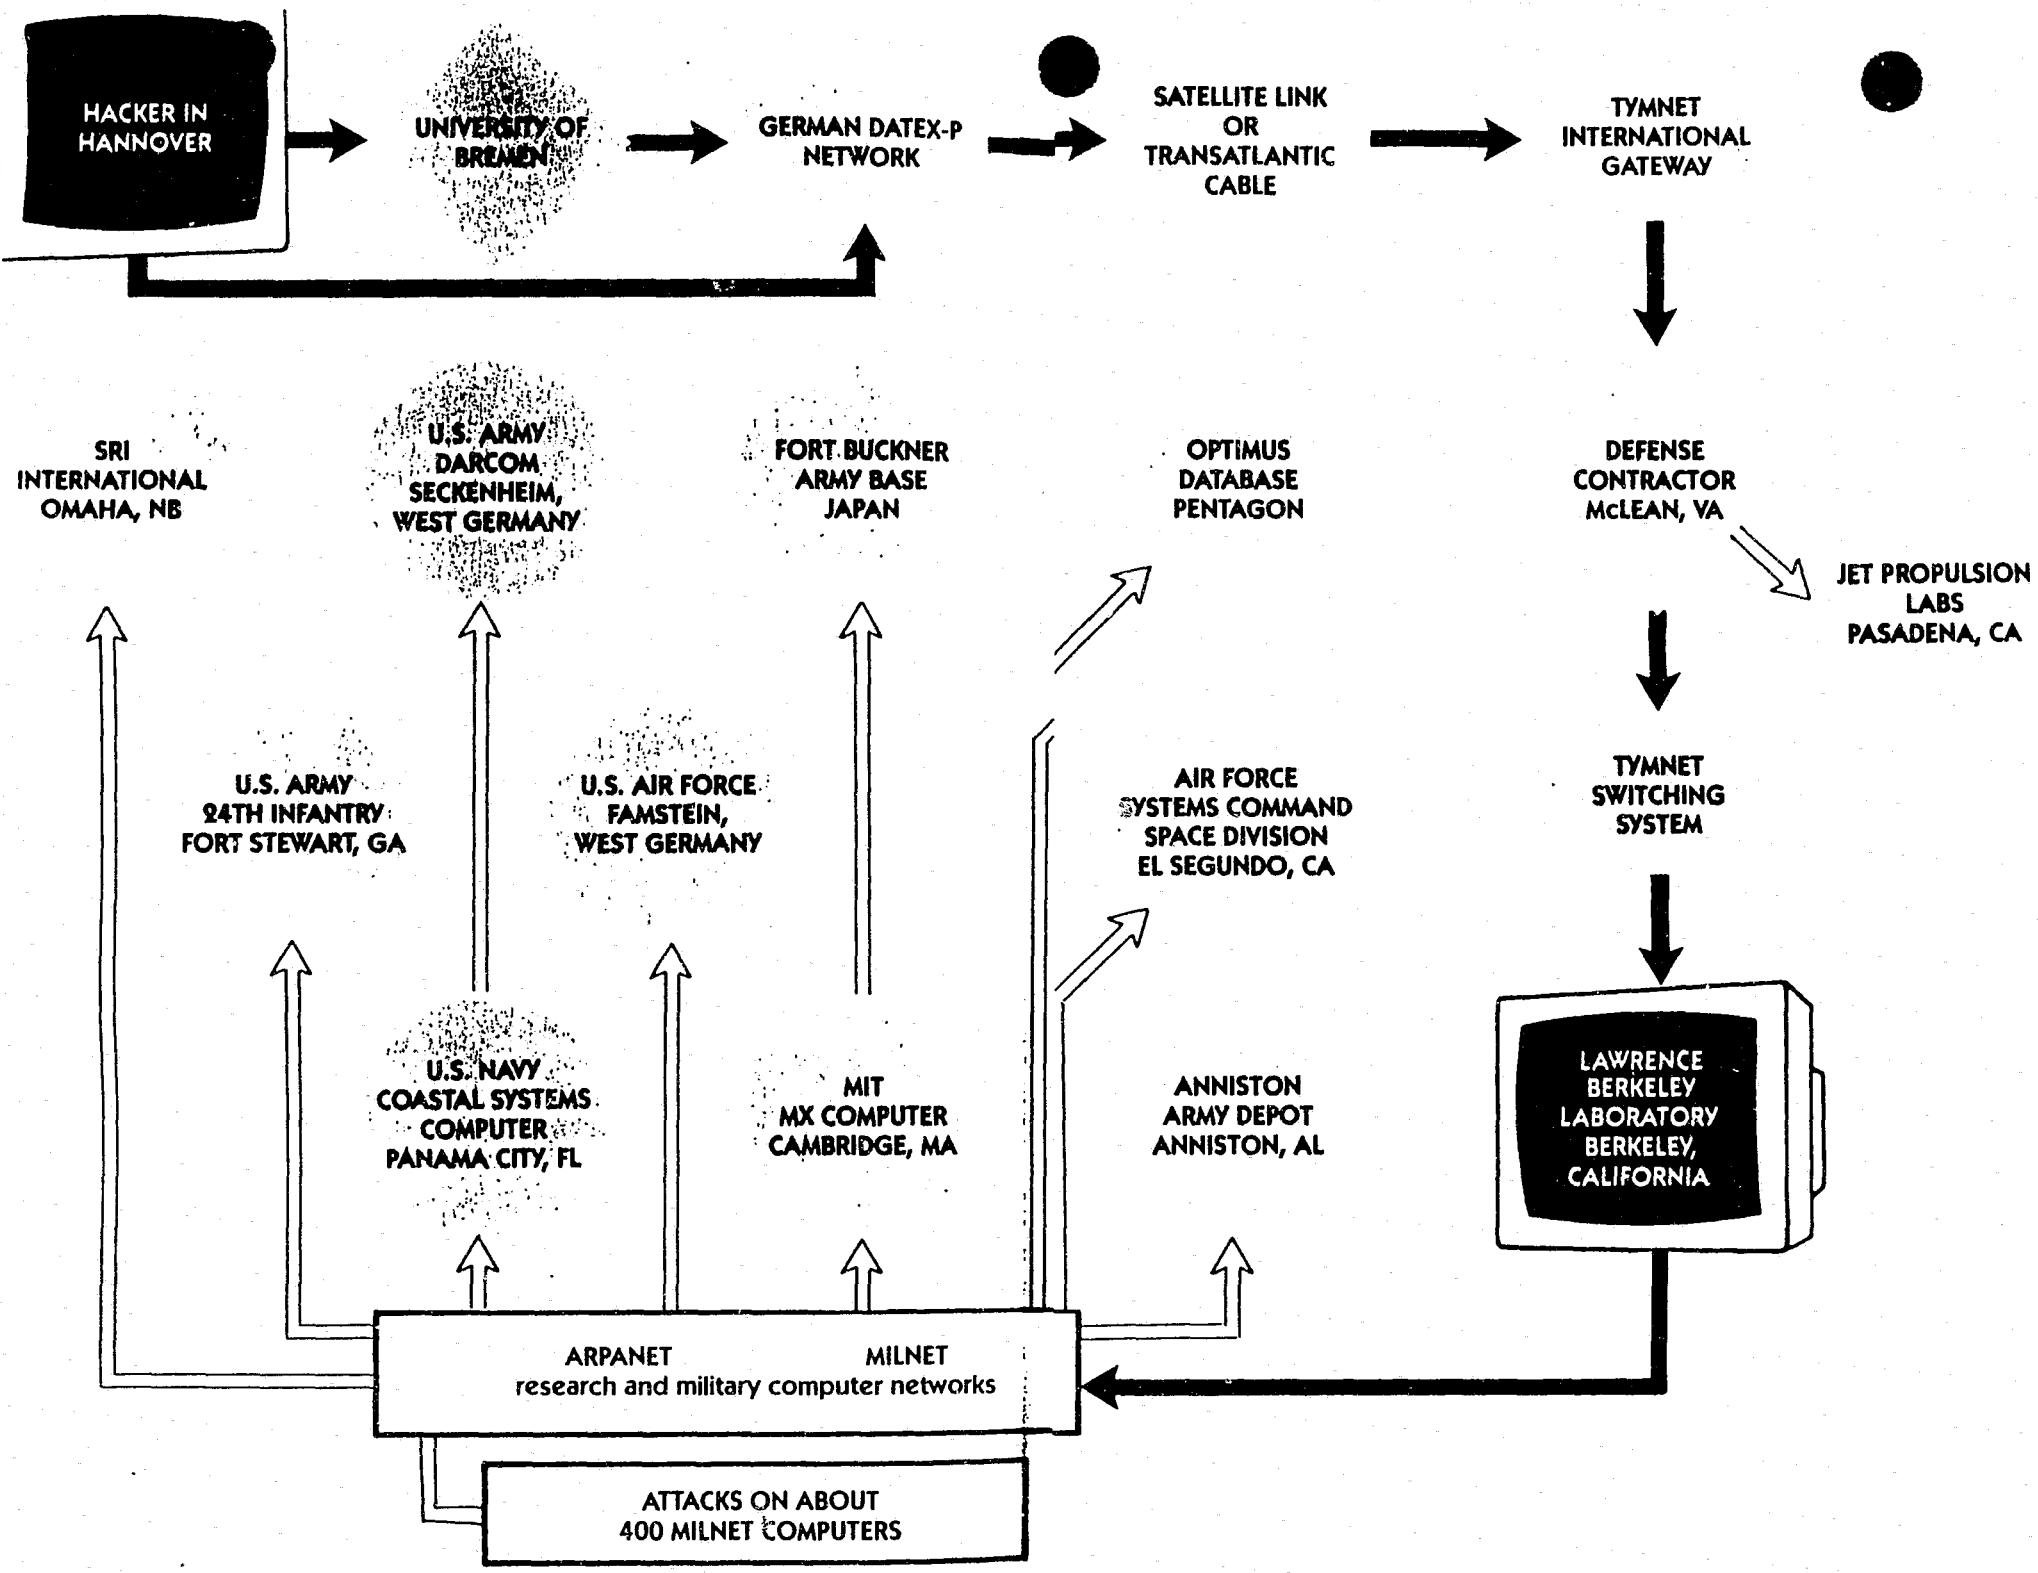 HACKER IN
HANNOVER
UNIVERSITY OF
BREMEN
GERMAN DATEX-P
NETWORK
SATELLITE LINK
OR
TRANSATLANTIC
CABLE
TYMNET
INTERNATIONAL
GATEWAY
SRI
INTERNATIONAL
OMAHA, NB
U.S. ARMY
DARCOM
SECKENHEIM,
WEST GERMANY
FORT BUCKNER
ARMY BASE
JAPAN
OPTIMUS
DATABASE
PENTAGON
DEFENSE
CONTRACTOR
McLEAN, VA
JET PROPULSION
LABS
PASADENA, CA
U.S. ARMY
24TH INFANTRY
FORT STEWART, GA
U.S. AIR FORCE
FAMSTEIN,
WEST GERMANY
AIR FORCE
SYSTEMS COMMAND
SPACE DIVISION
EL SEGUNDO, CA
TYMNET
SWITCHING
SYSTEM
U.S. NAVY
COASTAL SYSTEMS
COMPUTER
PANAMA CITY, FL
MIT
MX COMPUTER
CAMBRIDGE, MA
ANNISTON
ARMY DEPOT
ANNISTON, AL
LAWRENCE
BERKELEY
LABORATORY
BERKELEY,
CALIFORNIA
ARPANET MILNET
research and military computer networks
ATTACKS ON ABOUT
400 MILNET COMPUTERS